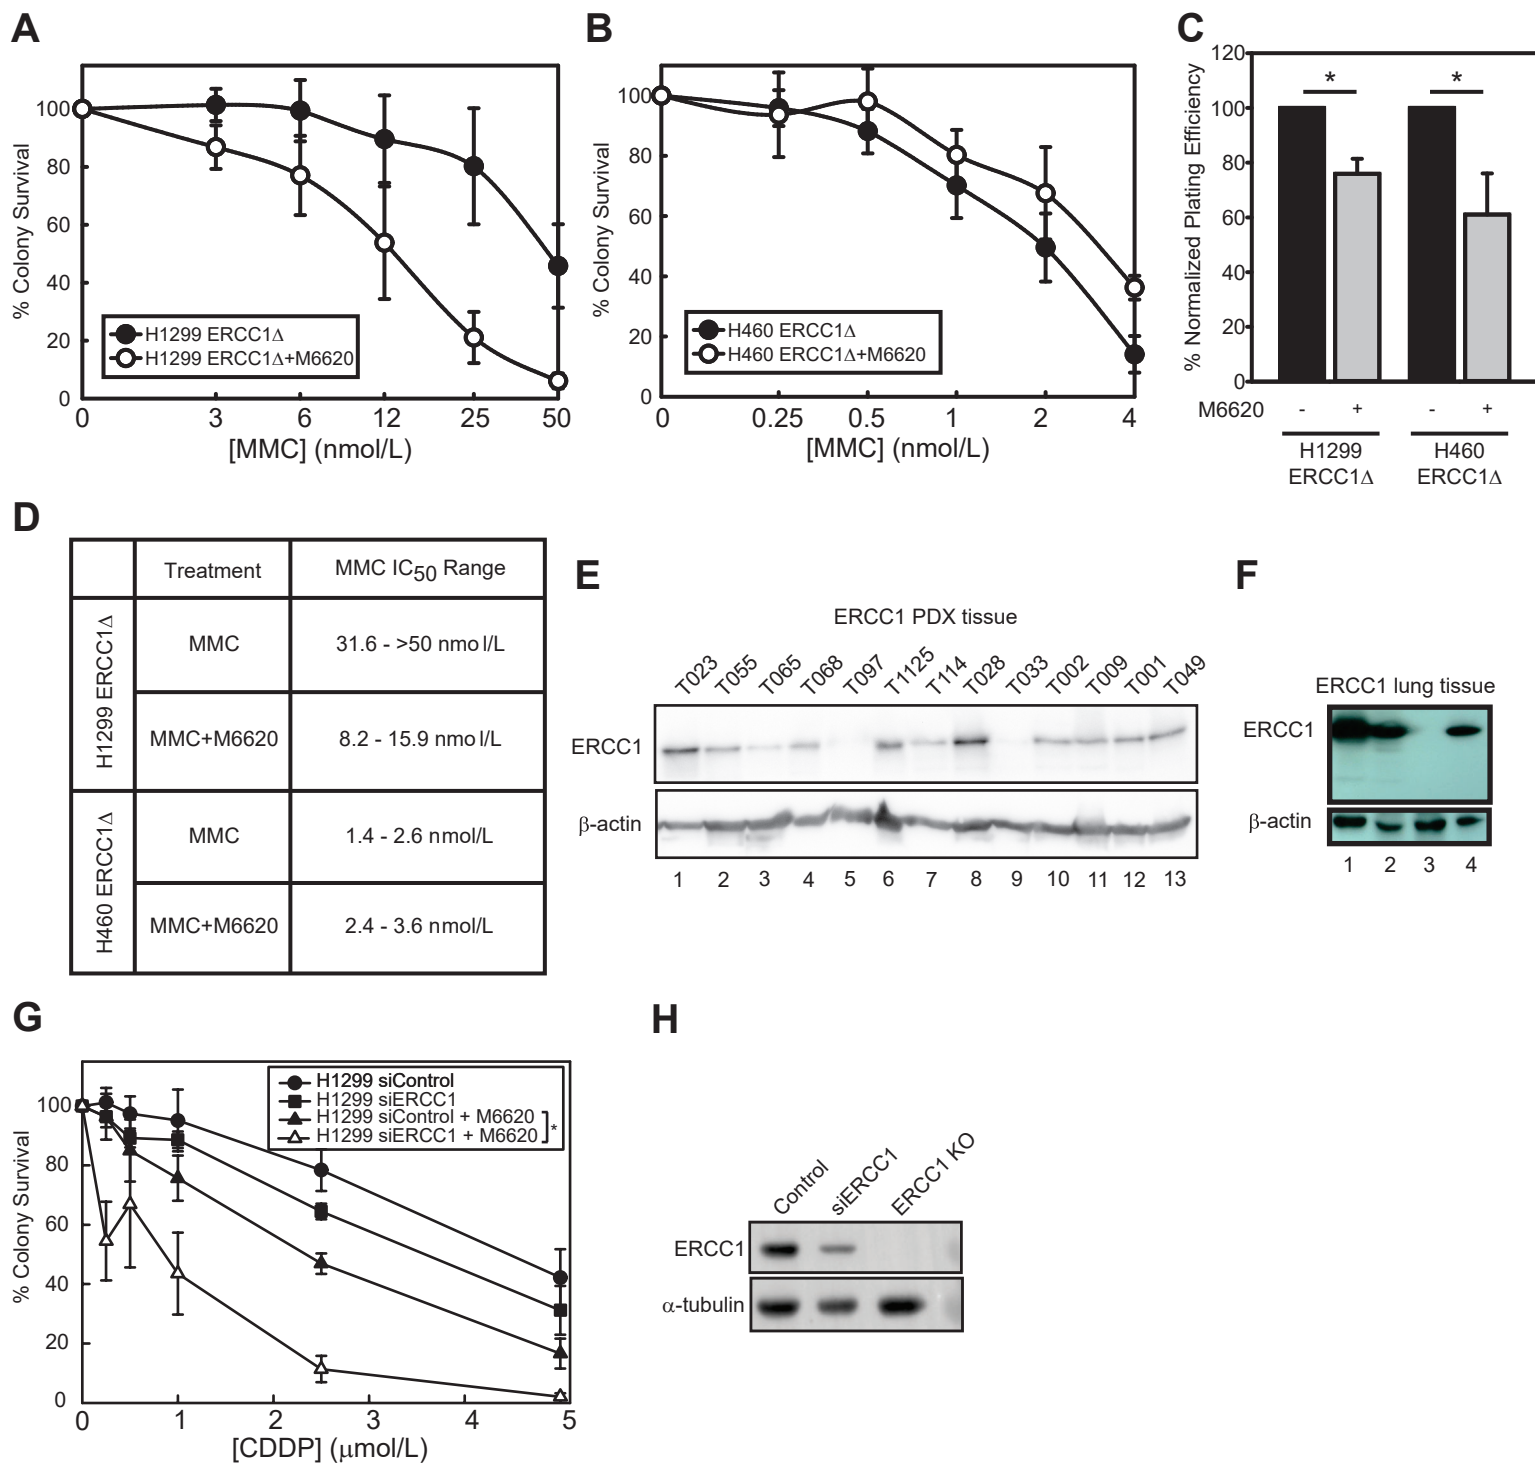 A
100
80
60
40
20
0
% Colony Survival
H1299 ERCC1Δ
H1299 ERCC1Δ+M6620
0 3 6 12 25 50
[MMC] (nmol/L)
B
100
80
60
40
20
0
% Colony Survival
H460 ERCC1Δ
H460 ERCC1Δ+M6620
0 0.25 0.5 1 2 4
[MMC] (nmol/L)
C
120
100
80
60
40
20
0
% Normalized Plating Efficiency
* *
M6620 - + - +
H1299 H460
ERCC1Δ ERCC1Δ
D
Treatment MMC IC50 Range
H1299 ERCC1Δ
MMC 31.6 - >50 nmol/L
MMC+M6620 8.2 - 15.9 nmol/L
H460 ERCC1Δ
MMC 1.4 - 2.6 nmol/L
MMC+M6620 2.4 - 3.6 nmol/L
E
ERCC1 PDX tissue
T023 T055 T065 T068 T097 T1125 T114 T028 T033 T002 T009 T001 T049
ERCC1
β-actin
1 2 3 4 5 6 7 8 9 10 11 12 13
F
ERCC1 lung tissue
ERCC1
β-actin
1 2 3 4
G
100
80
60
40
20
0
% Colony Survival
H1299 siControl
H1299 siERCC1
H1299 siControl + M6620
H1299 siERCC1 + M6620
*
0 1 2 3 4 5
[CDDP] (μmol/L)
H
Control siERCC1 ERCC1 KO
ERCC1
α-tubulin